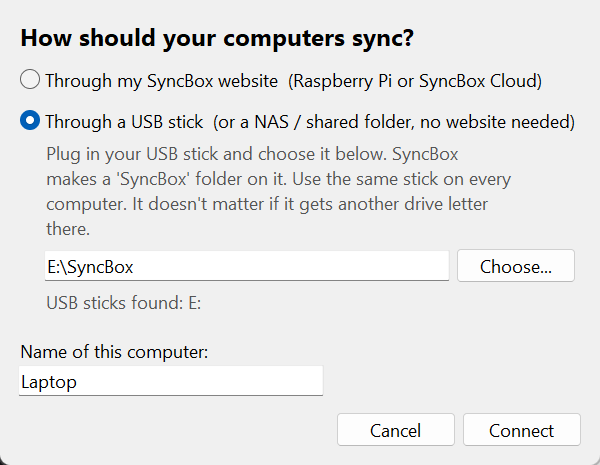 How should your computers sync?
Through my SyncBox website  (Raspberry Pi or SyncBox Cloud)
Through a USB stick  (or a NAS / shared folder, no website needed)
Plug in your USB stick and choose it below. SyncBox
makes a 'SyncBox' folder on it. Use the same stick on every
computer. It doesn't matter if it gets another drive letter
there.
E:\SyncBox
Choose...
USB sticks found: E:
Name of this computer:
Laptop
Cancel
Connect